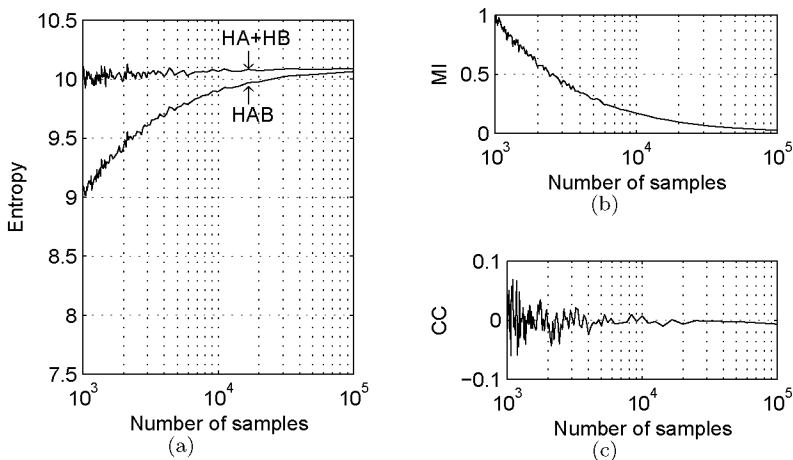 10.5
10
9.5
9
8.5
8
7.5
Entropy
HA+HB
HAB
10^3
10^4
10^5
Number of samples
(a)
1
0.5
0
MI
10^3
10^4
10^5
Number of samples
(b)
0.1
0
−0.1
CC
10^3
10^4
10^5
Number of samples
(c)